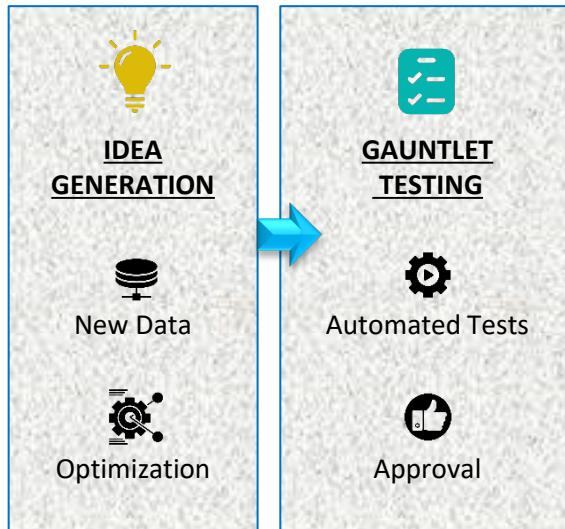 IDEA
GENERATION
New Data
Optimization
GAUNTLET
TESTING
Automated Tests
Approval